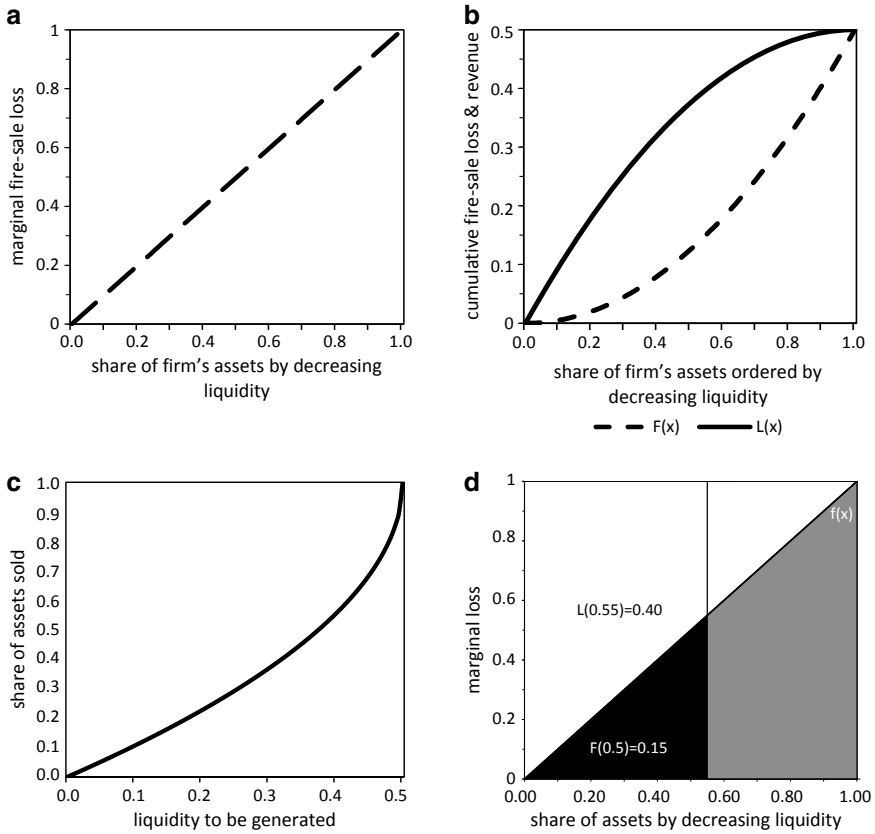 a
marginal fire-sale loss
1
0.8
0.6
0.4
0.2
0
0.0 0.2 0.4 0.6 0.8 1.0
share of firm's assets by decreasing
liquidity
b
cumulative fire-sale loss & revenue
0.5
0.4
0.3
0.2
0.1
0
0.0 0.2 0.4 0.6 0.8 1.0
share of firm's assets ordered by
decreasing liquidity
F(x) L(x)
c
share of assets sold
1.0
0.9
0.8
0.7
0.6
0.5
0.4
0.3
0.2
0.1
0.0
0.0 0.1 0.2 0.3 0.4 0.5
liquidity to be generated
d
marginal loss
1
0.8
0.6
0.4
0.2
0
f(x)
L(0.55)=0.40
F(0.5)=0.15
0.00 0.20 0.40 0.60 0.80 1.00
share of assets by decreasing liquidity